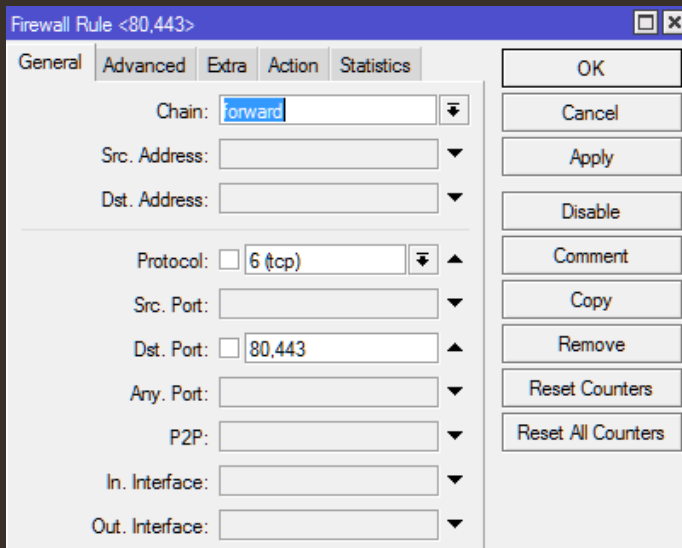 Firewall Rule <80,443>
General Advanced Extra Action Statistics
Chain: forward
Src. Address:
Dst. Address:
Protocol: 6 (tcp)
Src. Port:
Dst. Port: 80,443
Any. Port:
P2P:
In. Interface:
Out. Interface:
OK
Cancel
Apply
Disable
Comment
Copy
Remove
Reset Counters
Reset All Counters